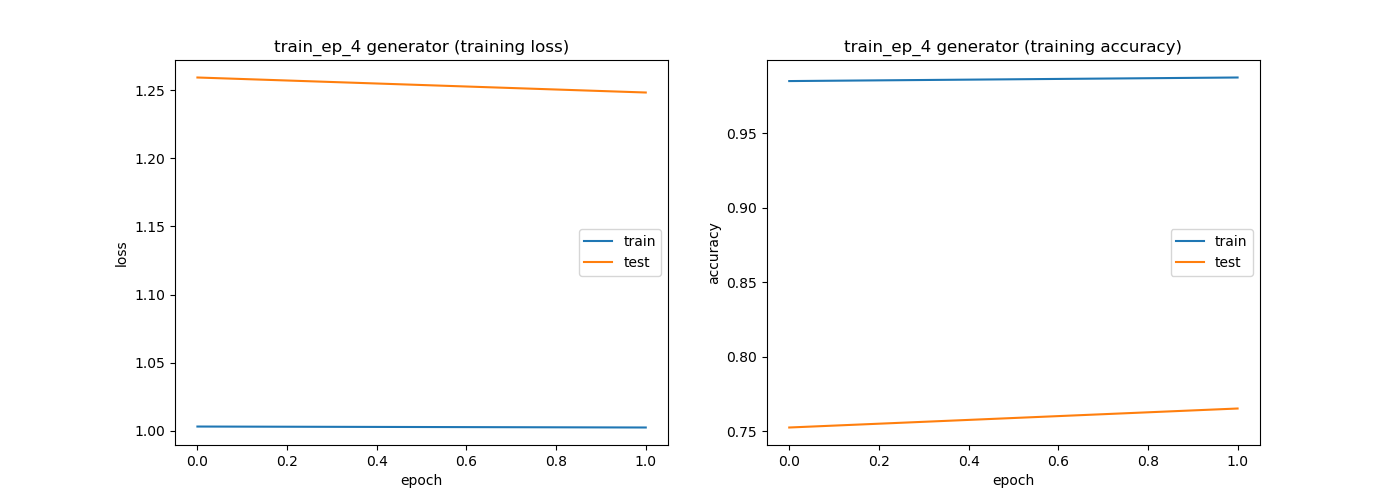 train_ep_4 generator (training loss)
1.25
1.20
1.15
1.10
1.05
1.00
loss
0.0 0.2 0.4 0.6 0.8 1.0
epoch
train
test
train_ep_4 generator (training accuracy)
0.95
0.90
0.85
0.80
0.75
accuracy
0.0 0.2 0.4 0.6 0.8 1.0
epoch
train
test